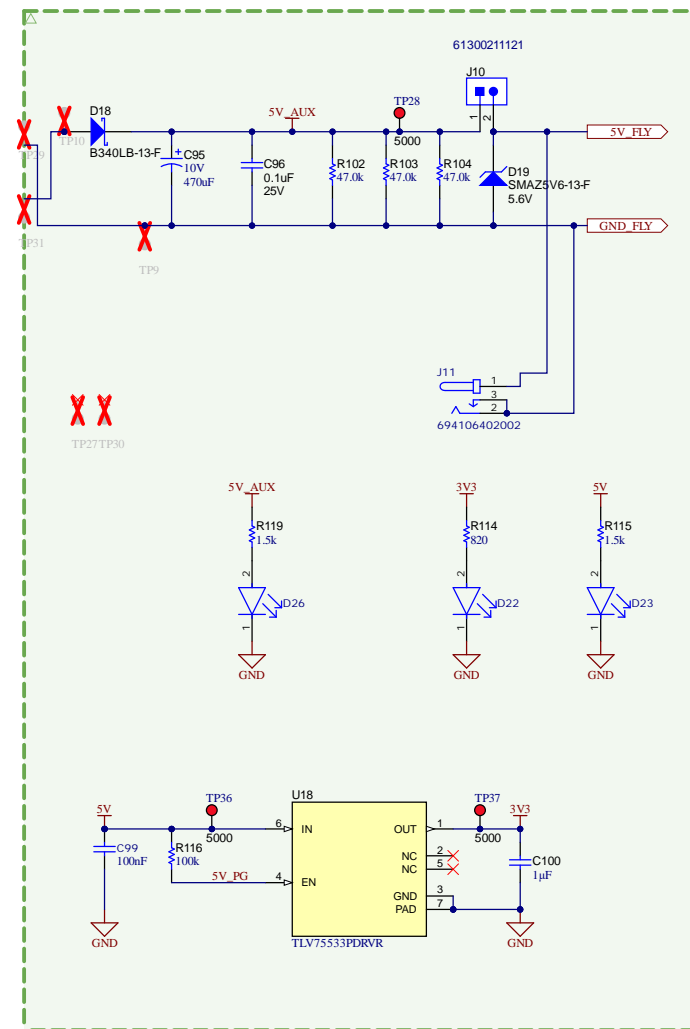 61300211121
J10
D18
5V_AUX
TP28
1
2
5V_FLY
TP29
TP10
5000
B340LB-13-F
C95
10V
470uF
C96
0.1uF
25V
R102
47.0k
R103
47.0k
R104
47.0k
D19
SMAZ5V6-13-F
5.6V
GND_FLY
TP31
TP9
J11
1
3
2
694106402002
TP27
TP30
5V_AUX
3V3
5V
R119
1.5k
R114
820
R115
1.5k
2
2
2
D26
D22
D23
1
1
1
GND
GND
GND
U18
5V
TP36
TP37
3V3
6
IN
OUT
1
5000
5000
C99
100nF
R116
100k
NC
2
NC
5
C100
1µF
5V_PG
4
EN
GND
3
PAD
7
GND
GND
TLV75533PDRVR